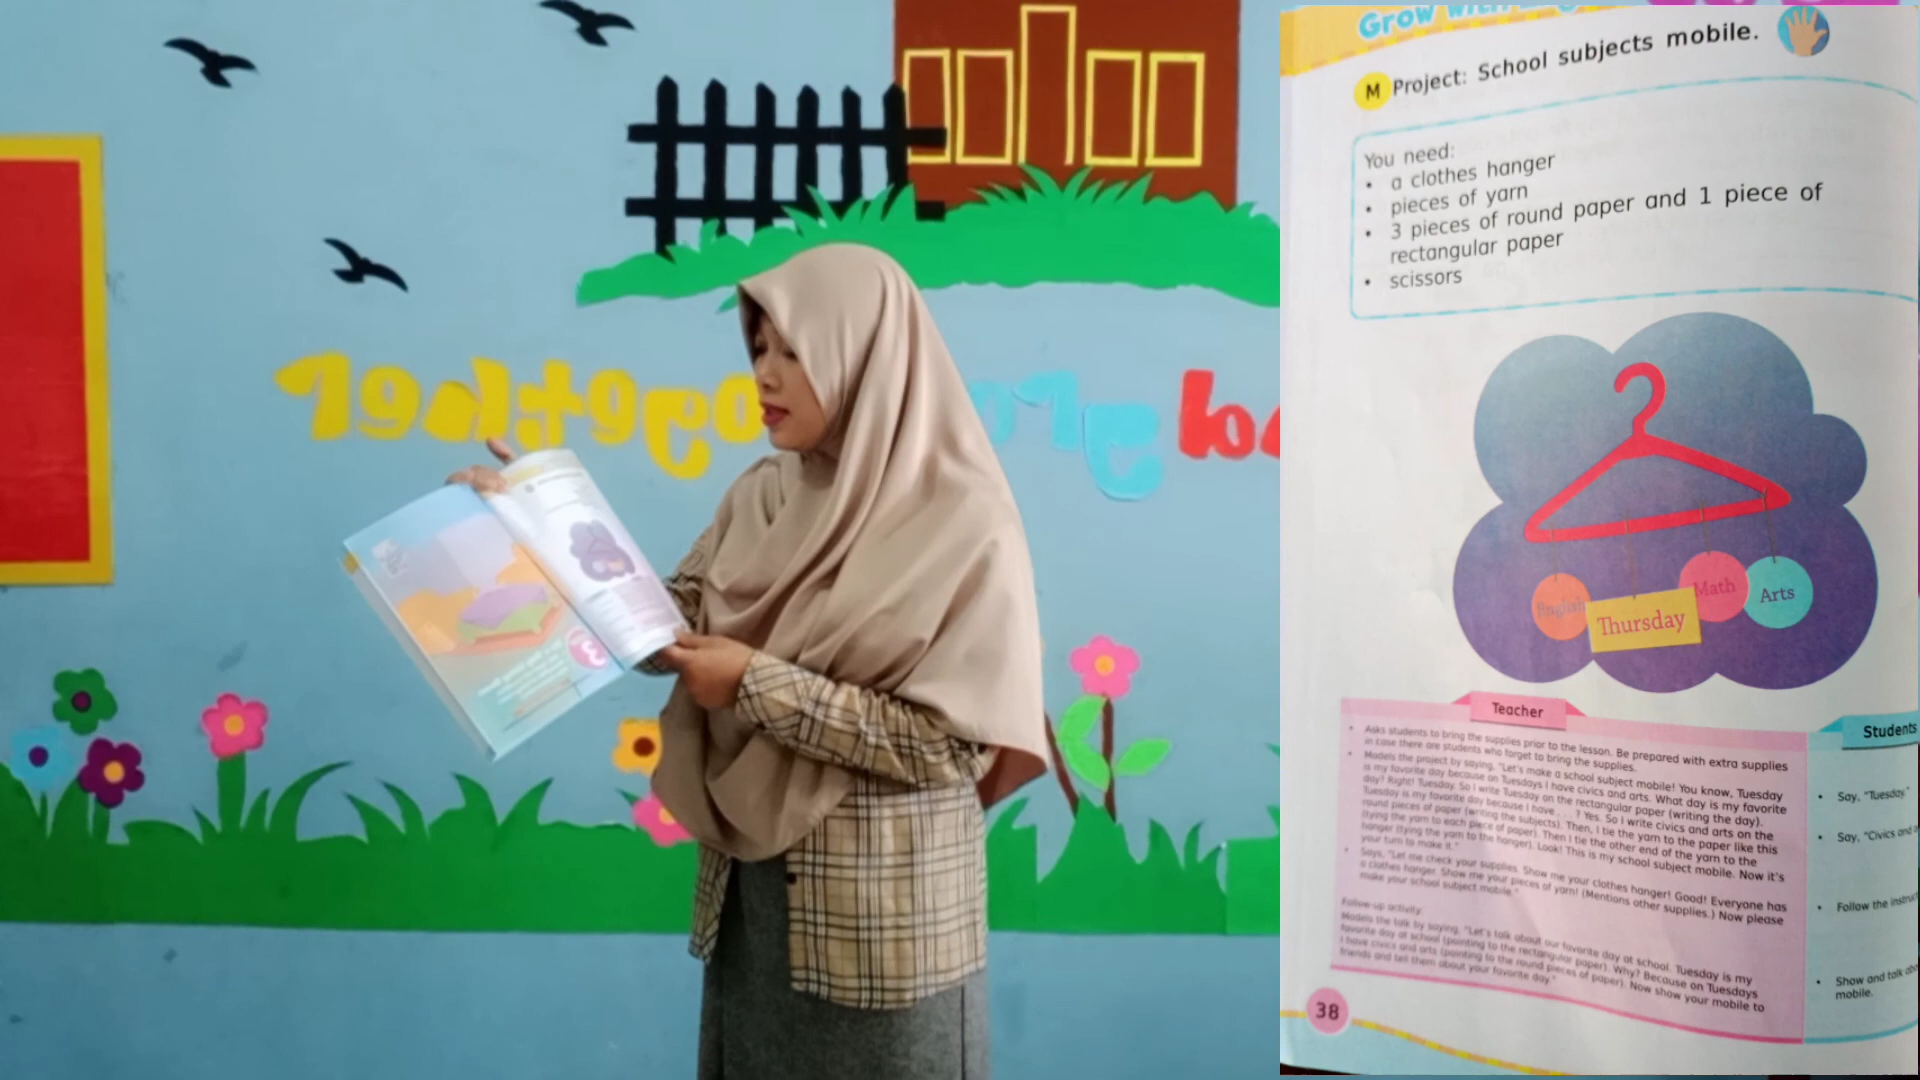 Grow with
M Project: School subjects mobile.
You need:
• a clothes hanger
• pieces of yarn
• 3 pieces of round paper and 1 piece of
rectangular paper
• scissors
English
Thursday
Math
Arts
Teacher
• Asks students to bring the supplies prior to the lesson. Be prepared with extra supplies
in case there are students who forget to bring the supplies.
• Models the project by saying, "Let's make a school subject mobile! You know, Tuesday
is my favorite day because on Tuesdays I have civics and arts. What day is my favorite
day? Right! Tuesday. So I write Tuesday on the rectangular paper (writing the day).
Tuesday is my favorite day because I have . . . ? Yes. So I write civics and arts on the
round pieces of paper (writing the subjects). Then, I tie the yarn to the paper like this
(tying the yarn to each piece of paper). Then I tie the other end of the yarn to the
hanger (tying the yarn to the hanger). Look! This is my school subject mobile. Now it's
your turn to make it."
• Says, "Let me check your supplies. Show me your clothes hanger! Good! Everyone has
a clothes hanger. Show me your pieces of yarn! (Mentions other supplies.) Now please
make your school subject mobile."
Follow up activity:
Models the talk by saying, "Let's talk about our favorite day at school. Tuesday is my
favorite day at school (pointing to the rectangular paper). Why? Because on Tuesdays
I have civics and arts (pointing to the round pieces of paper). Now show your mobile to
friends and tell them about your favorite day."
Students
• Say, "Tuesday."
• Say, "Civics and
• Follow the
• Show and talk
mobile.
38
3